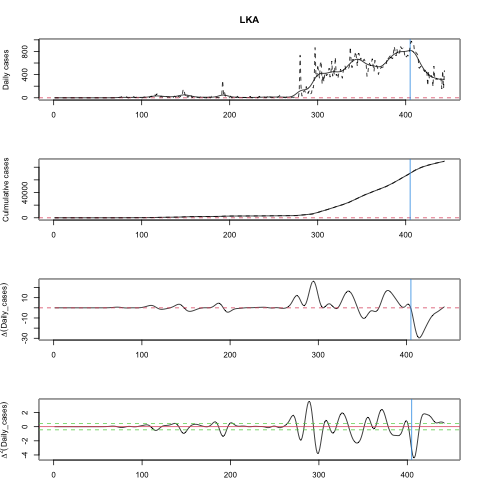 LKA
Daily cases
0 400 800
0 100 200 300 400
Culmulative cases
0 40000
0 100 200 300 400
Δ(Daily_cases)
-30 -10 10
0 100 200 300 400
Δ²(Daily_cases)
-4 -2 0 2
0 100 200 300 400